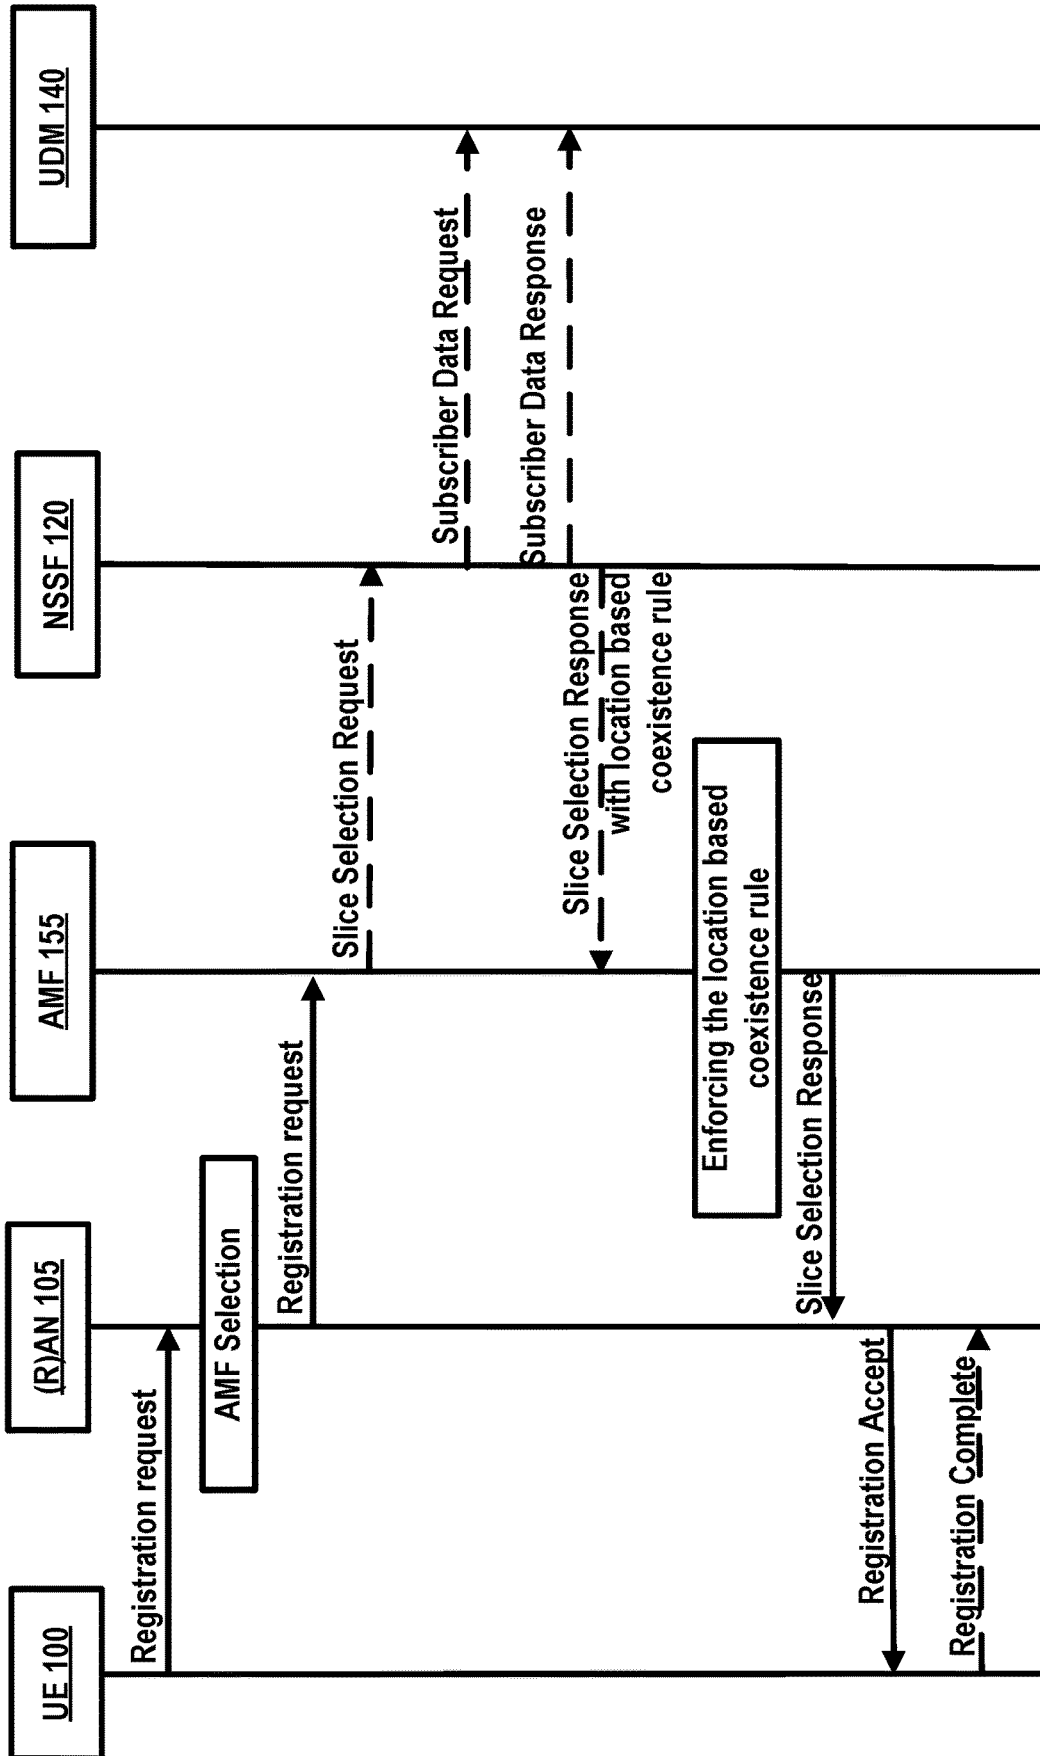 UE 100
(R)AN 105
AMF 155
NSSF 120
UDM 140
Registration request
AMF Selection
Registration request
Slice Selection Request
Subscriber Data Request
Subscriber Data Response
Slice Selection Response
with location based
coexistence rule
Enforcing the location based
coexistence rule
Slice Selection Response
Registration Accept
Registration Complete